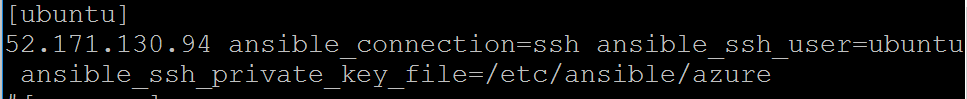 [ubuntu]
52.171.130.94 ansible_connection=ssh ansible_ssh_user=ubuntu
ansible_ssh_private_key_file=/etc/ansible/azure